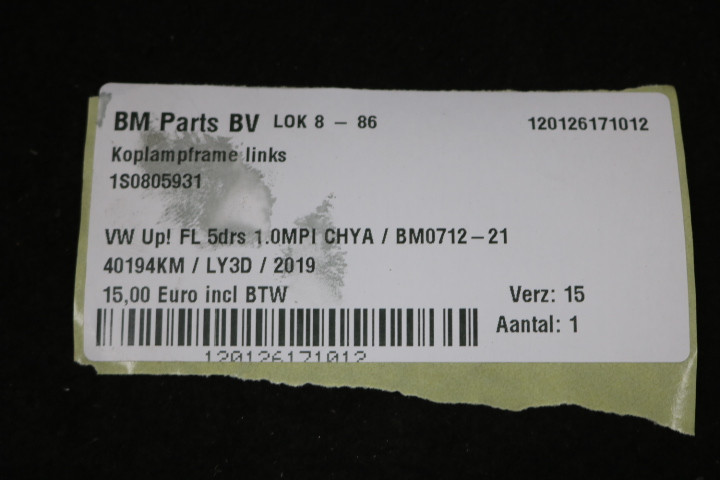 BM Parts BV LOK 8 - 86 120126171012
Koplampframe links
1S0805931
VW Up! FL 5drs 1.0MPI CHYA / BM0712-21
40194KM / LY3D / 2019
15,00 Euro incl BTW Verz: 15
Aantal: 1
120126171012